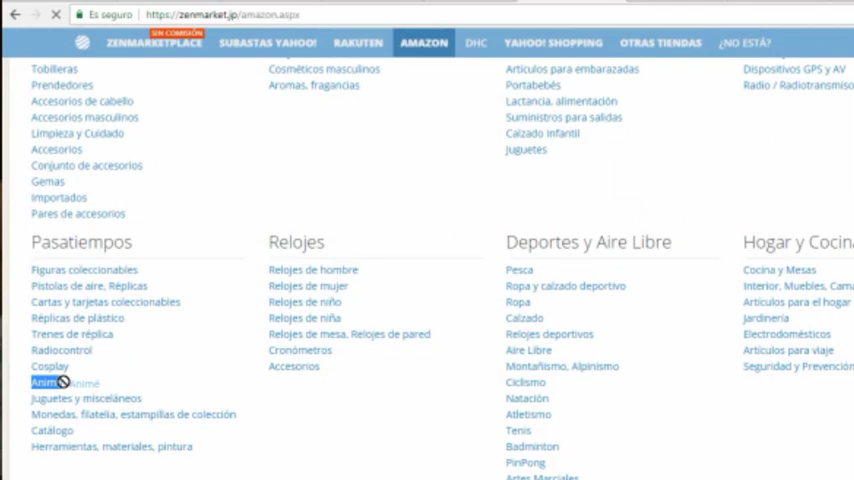 Es seguro https://zenmarket.jp/amazon.aspx
SIN COMISIÓN
ZENMARKETPLACE SUBASTAS YAHOO! RAKUTEN AMAZON DHC YAHOO! SHOPPING OTRAS TIENDAS ¿NO ESTÁ?
Tobilleras
Prendedores
Accesorios de cabello
Accesorios masculinos
Limpieza y Cuidado
Accesorios
Conjunto de accesorios
Gemas
Importados
Pares de accesorios
Cosméticos masculinos
Aromas, fragancias
Artículos para embarazadas
Portabebés
Lactancia, alimentación
Suministros para salidas
Calzado Infantil
Juguetes
Dispositivos GPS y AV
Radio / Radiotransmiso
Pasatiempos
Figuras coleccionables
Pistolas de aire, Réplicas
Cartas y tarjetas coleccionables
Réplicas de plástico
Trenes de réplica
Radiocontrol
Cosplay
Anim Animé
Juguetes y misceláneos
Monedas, filatelia, estampillas de colección
Catálogo
Herramientas, materiales, pintura
Relojes
Relojes de hombre
Relojes de mujer
Relojes de niño
Relojes de niña
Relojes de mesa, Relojes de pared
Cronómetros
Accesorios
Deportes y Aire Libre
Pesca
Ropa y calzado deportivo
Ropa
Calzado
Relojes deportivos
Aire Libre
Montañismo, Alpinismo
Ciclismo
Natación
Atletismo
Tenis
Badminton
PinPong
Artes Marciales
Hogar y Cocina
Cocina y Mesas
Interior, Muebles, Cama
Artículos para el hogar
Jardinería
Electrodomésticos
Artículos para viaje
Seguridad y Prevención